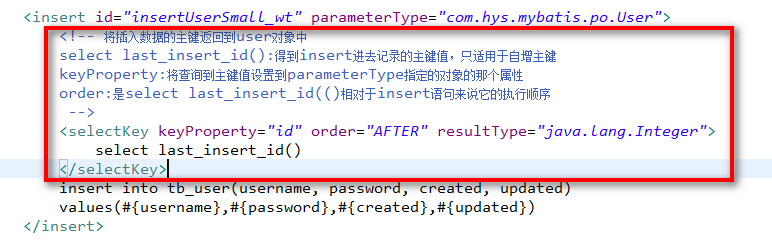 <insert id="insertUserSmall_wt" parameterType="com.hys.mybatis.po.User">
<!-- 将插入数据的主键返回到user对象中
select last_insert_id():得到insert进去记录的主键值，只适用于自增主键
keyProperty:将查询到主键值设置到parameterType指定的对象的那个属性
order:是select last_insert_id(()相对于insert语句来说它的执行顺序
-->
<selectKey keyProperty="id" order="AFTER" resultType="java.lang.Integer">
select last_insert_id()
</selectKey>
insert into tb_user(username, password, created, updated)
values(#{username},#{password},#{created},#{updated})
</insert>